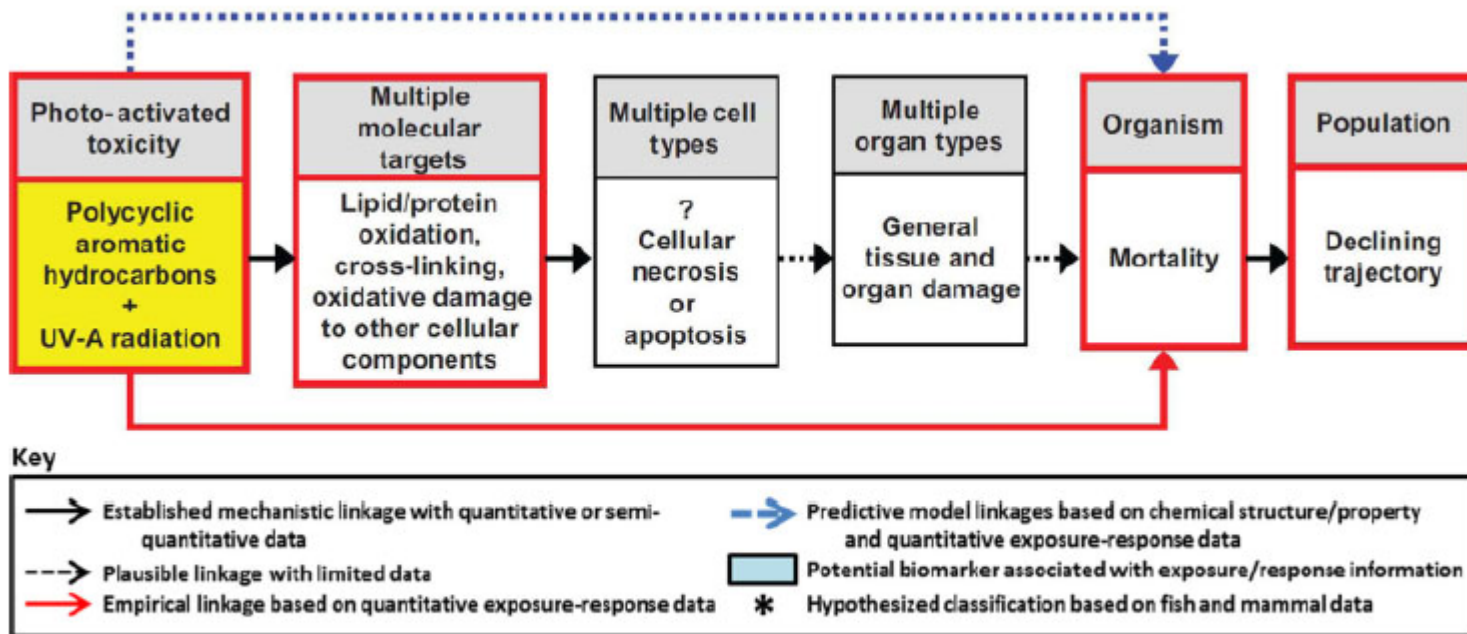 Photo-activated
toxicity
Polycyclic
aromatic
hydrocarbons
+
UV-A radiation
Multiple
molecular
targets
Lipid/protein
oxidation,
cross-linking,
oxidative damage
to other cellular
components
Multiple cell
types
?
Cellular
necrosis
or
apoptosis
Multiple
organ types
General
tissue and
organ damage
Organism
Mortality
Population
Declining
trajectory
Key
Established mechanistic linkage with quantitative or semi-
quantitative data
Plausible linkage with limited data
Empirical linkage based on quantitative exposure-response data
Predictive model linkages based on chemical structure/property
and quantitative exposure-response data
Potential biomarker associated with exposure/response information
* Hypothesized classification based on fish and mammal data